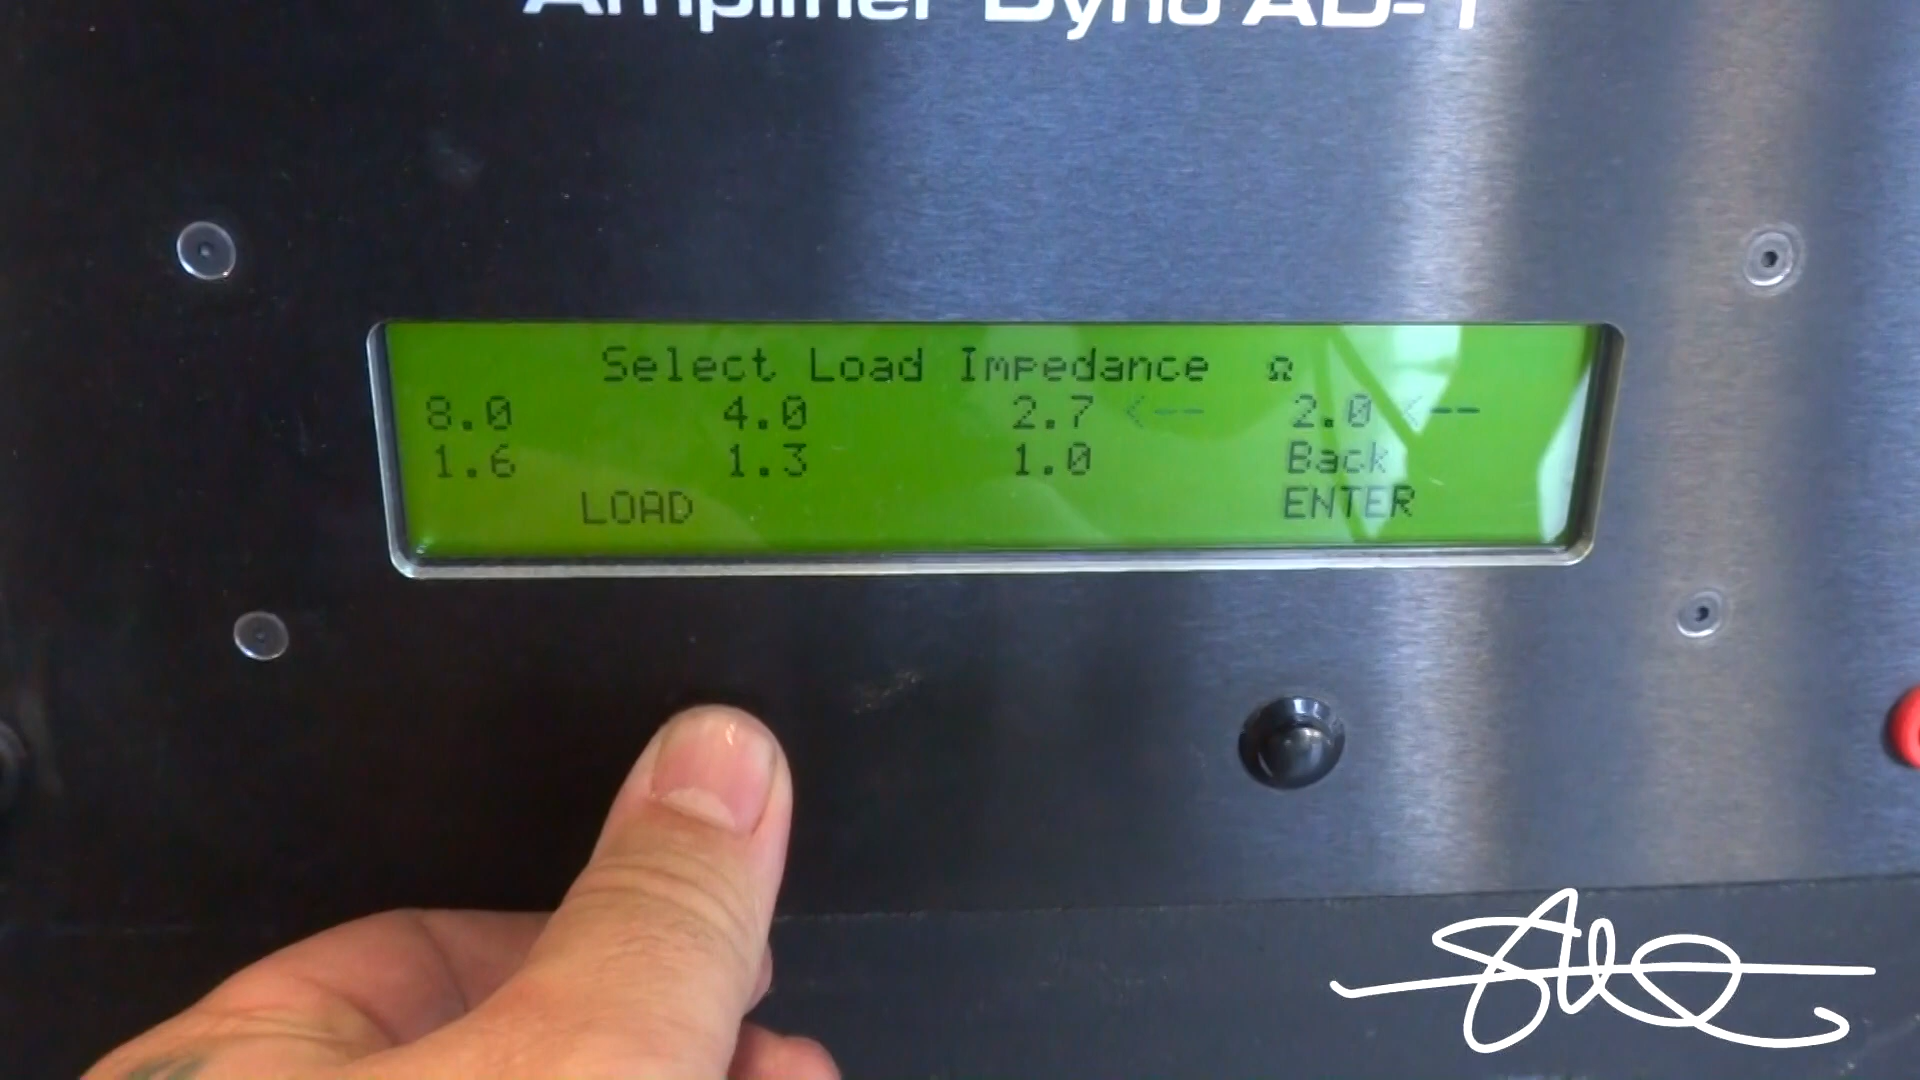 Amplifier Dyno AD-1
Select Load Impedance Ω
8.0 4.0 2.7 <-- 2.0 <--
1.6 1.3 1.0 Back
LOAD ENTER